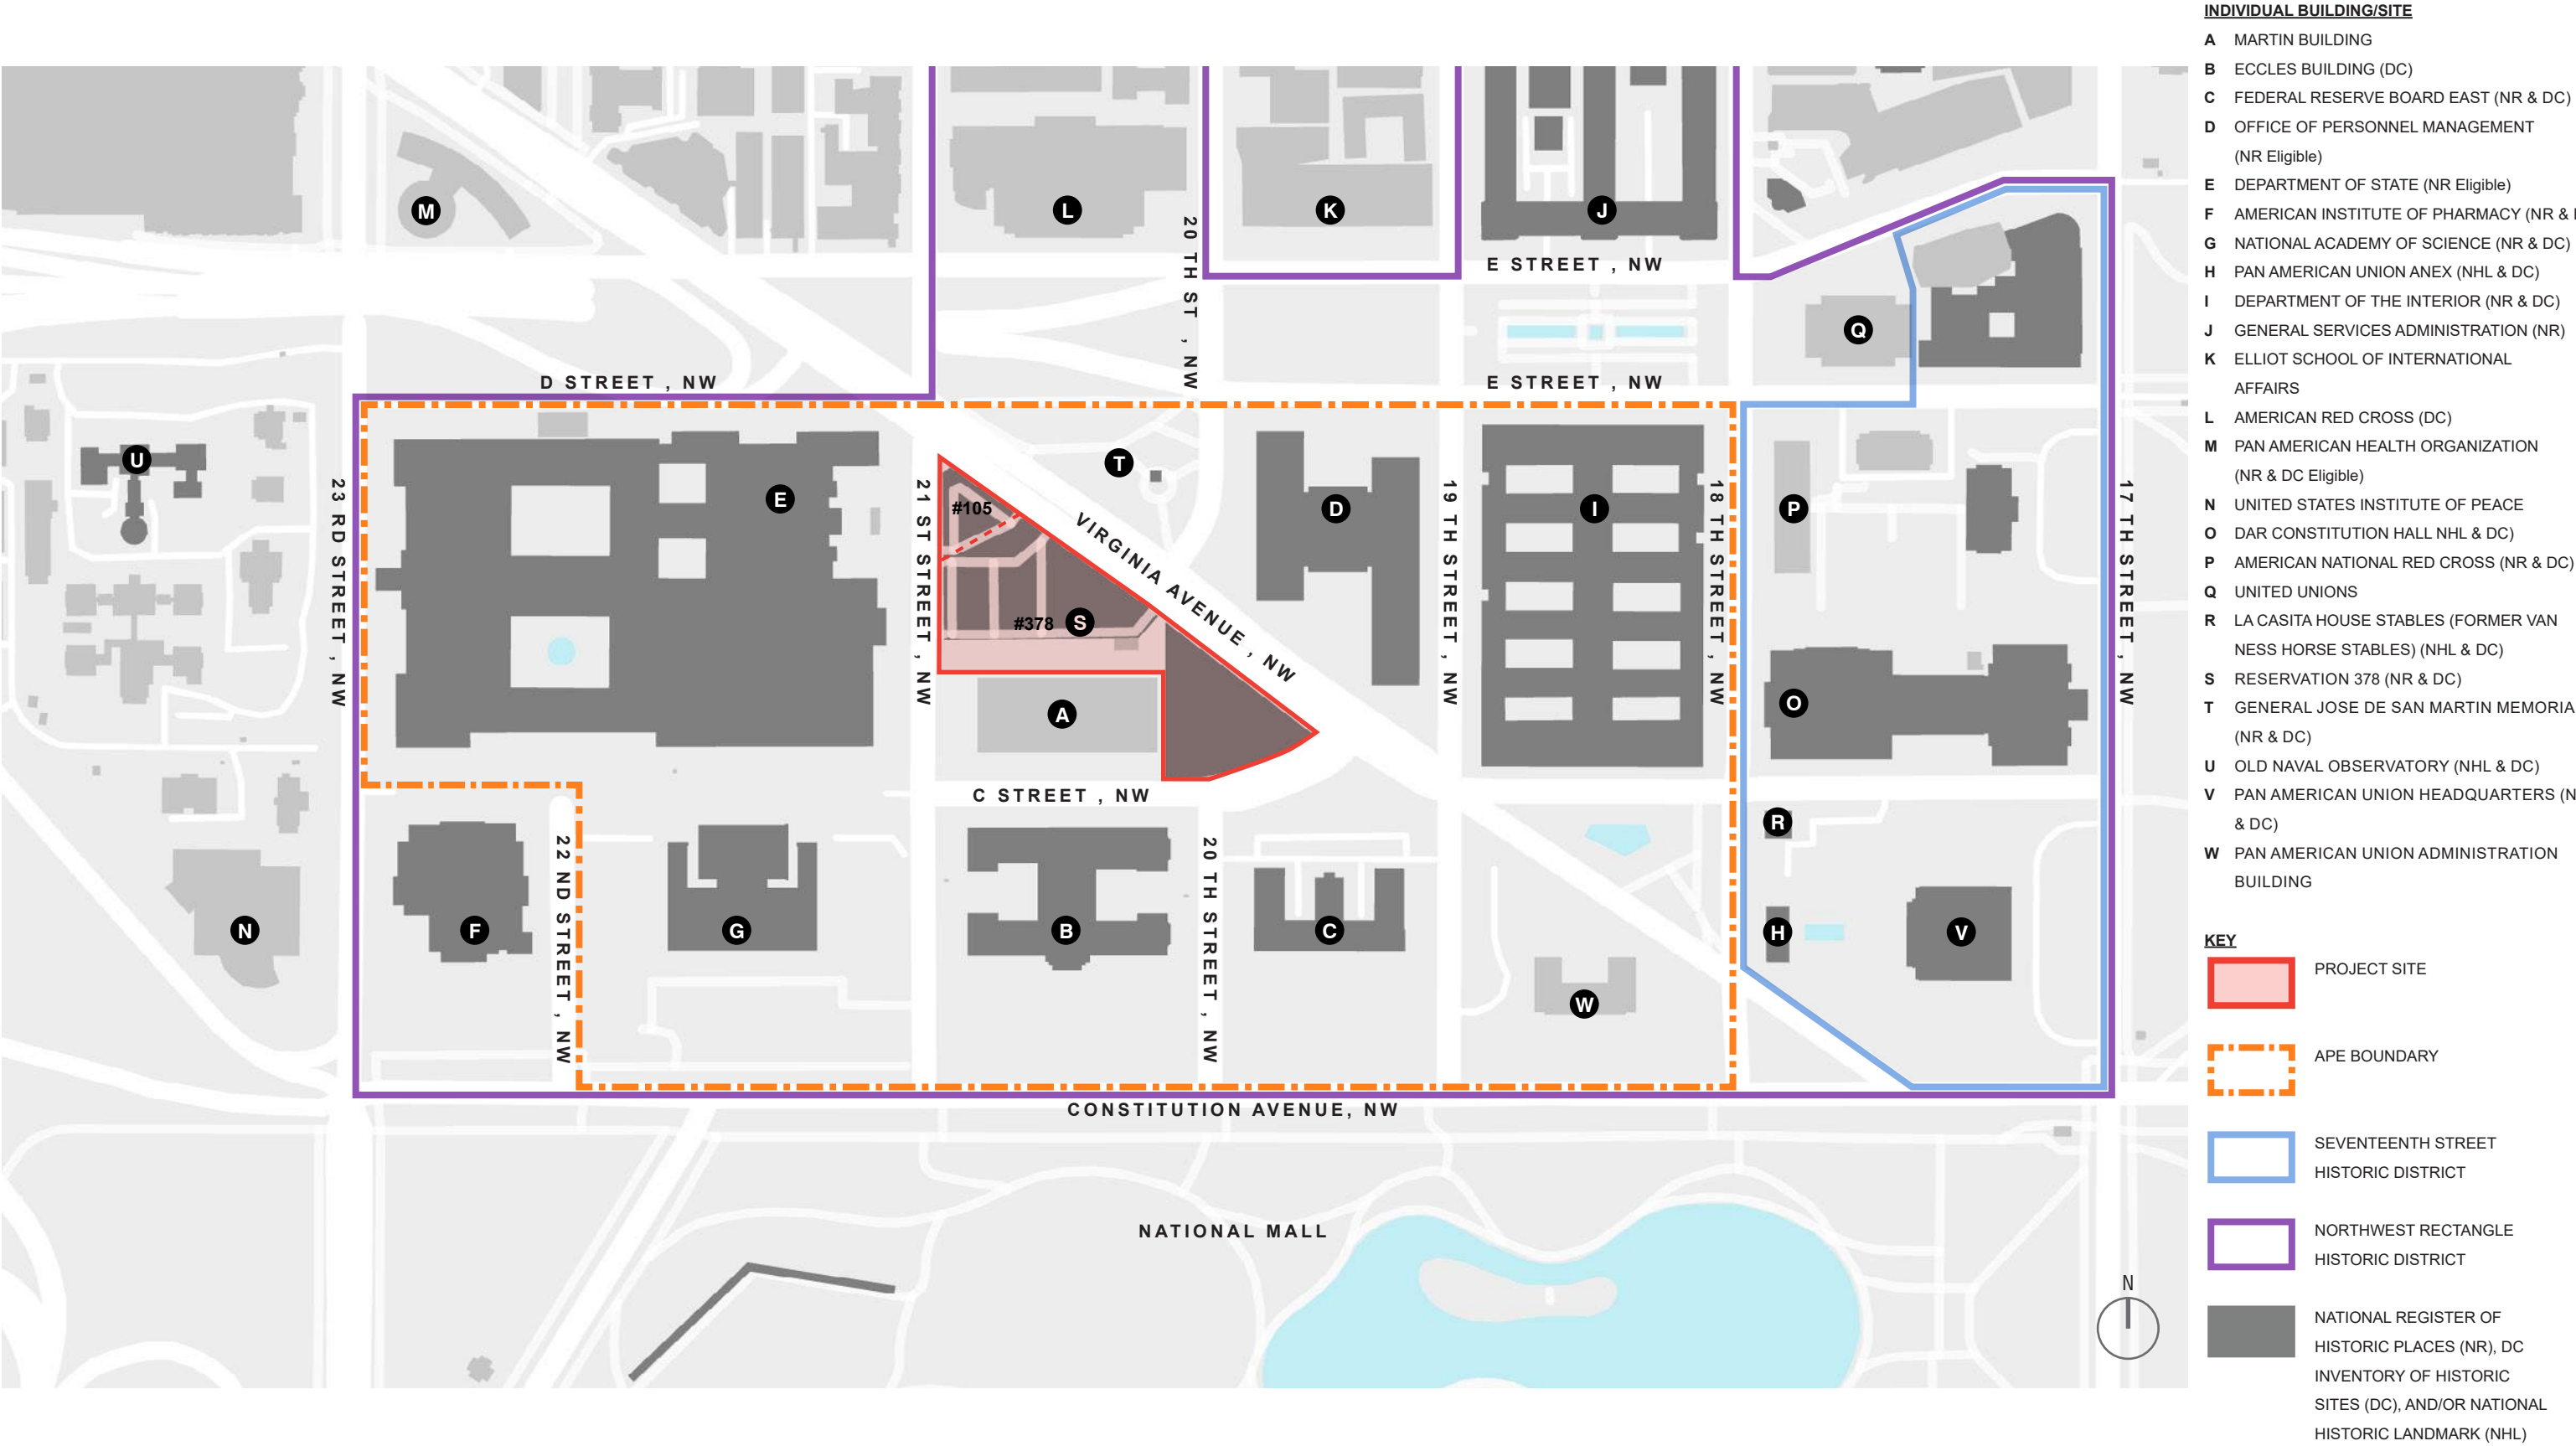 M
L
K
J
E STREET , NW
20 TH ST , NW
Q
D STREET , NW
E STREET , NW
U
T
23 RD STREET , NW
E
21 ST STREET , NW
#105
VIRGINIA AVENUE , NW
D
19 TH STREET , NW
I
18 TH STREET , NW
P
17 TH STREET , NW
#378
S
A
O
C STREET , NW
R
22 ND STREET , NW
20 TH STREET , NW
N
F
G
B
C
H
V
W
CONSTITUTION AVENUE, NW
NATIONAL MALL
N
INDIVIDUAL BUILDING/SITE
A MARTIN BUILDING
B ECCLES BUILDING (DC)
C FEDERAL RESERVE BOARD EAST (NR & DC)
D OFFICE OF PERSONNEL MANAGEMENT
(NR Eligible)
E DEPARTMENT OF STATE (NR Eligible)
F AMERICAN INSTITUTE OF PHARMACY (NR &
G NATIONAL ACADEMY OF SCIENCE (NR & DC)
H PAN AMERICAN UNION ANEX (NHL & DC)
I DEPARTMENT OF THE INTERIOR (NR & DC)
J GENERAL SERVICES ADMINISTRATION (NR)
K ELLIOT SCHOOL OF INTERNATIONAL
AFFAIRS
L AMERICAN RED CROSS (DC)
M PAN AMERICAN HEALTH ORGANIZATION
(NR & DC Eligible)
N UNITED STATES INSTITUTE OF PEACE
O DAR CONSTITUTION HALL NHL & DC)
P AMERICAN NATIONAL RED CROSS (NR & DC)
Q UNITED UNIONS
R LA CASITA HOUSE STABLES (FORMER VAN
NESS HORSE STABLES) (NHL & DC)
S RESERVATION 378 (NR & DC)
T GENERAL JOSE DE SAN MARTIN MEMORIA
(NR & DC)
U OLD NAVAL OBSERVATORY (NHL & DC)
V PAN AMERICAN UNION HEADQUARTERS (N
& DC)
W PAN AMERICAN UNION ADMINISTRATION
BUILDING
KEY
PROJECT SITE
APE BOUNDARY
SEVENTEENTH STREET
HISTORIC DISTRICT
NORTHWEST RECTANGLE
HISTORIC DISTRICT
NATIONAL REGISTER OF
HISTORIC PLACES (NR), DC
INVENTORY OF HISTORIC
SITES (DC), AND/OR NATIONAL
HISTORIC LANDMARK (NHL)